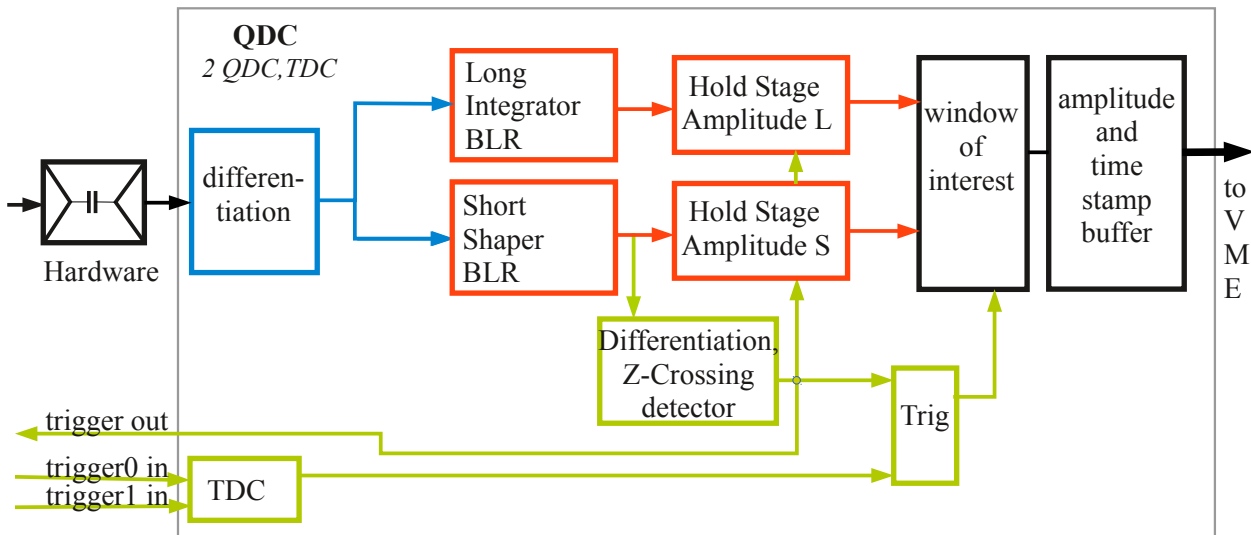 QDC
2 QDC,TDC
Long
Integrator
BLR
Hold Stage
Amplitude L
window
of
interest
amplitude
and
time
stamp
buffer
differen-
tiation
Hardware
Short
Shaper
BLR
Hold Stage
Amplitude S
to
V
M
E
Differentiation,
Z-Crossing
detector
Trig
trigger out
trigger0 in
trigger1 in
TDC